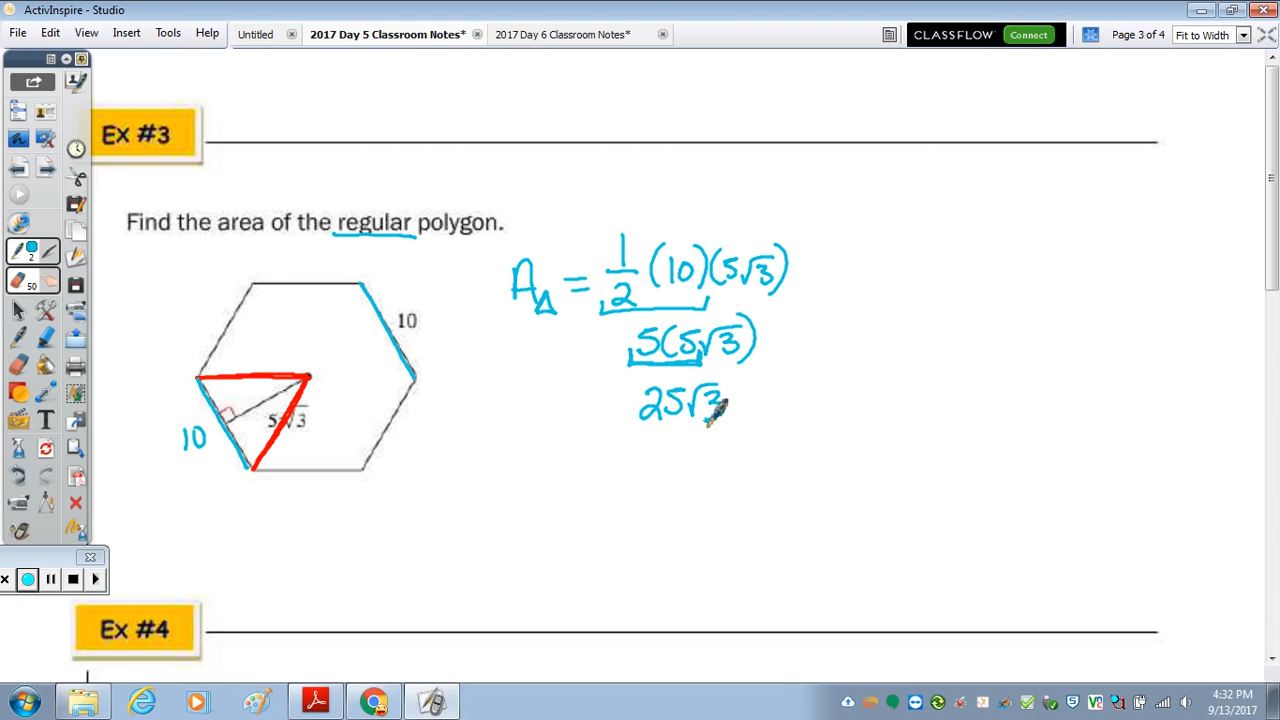 ActivInspire - Studio
File Edit View Insert Tools Help Untitled 2017 Day 5 Classroom Notes* 2017 Day 6 Classroom Notes* CLASSFLOW Connect Page 3 of 4 Fit to Width
Ex #3
Find the area of the regular polygon.
A△ = 1/2 (10)(5√3)
5(5√3)
25√3
10
5√3
10
2
50
Ex #4
4:32 PM
9/13/2017